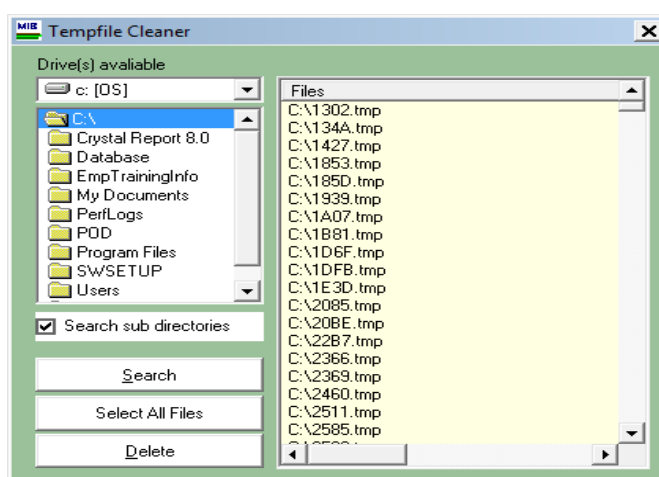 MIB Tempfile Cleaner
Drive(s) avaliable
c: [OS]
C:\
Crystal Report 8.0
Database
EmpTrainingInfo
My Documents
PerfLogs
POD
Program Files
SWSETUP
Users
Search sub directories
Search
Select All Files
Delete
Files
C:\1302.tmp
C:\134A.tmp
C:\1427.tmp
C:\1853.tmp
C:\185D.tmp
C:\1939.tmp
C:\1A07.tmp
C:\1B81.tmp
C:\1D6F.tmp
C:\1DFB.tmp
C:\1E3D.tmp
C:\2085.tmp
C:\20BE.tmp
C:\22B7.tmp
C:\2366.tmp
C:\2369.tmp
C:\2460.tmp
C:\2511.tmp
C:\2585.tmp